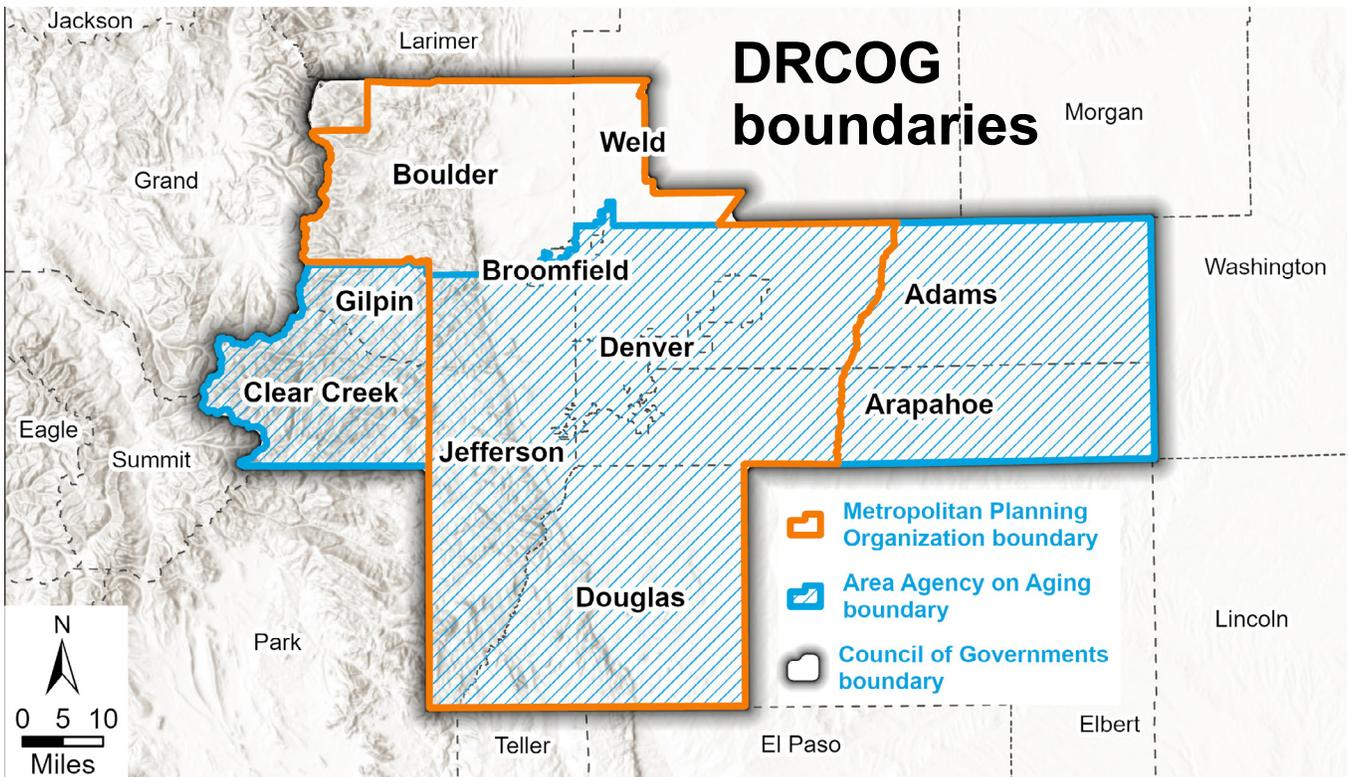 Jackson
Larimer
DRCOG
boundaries
Morgan
Weld
Boulder
Grand
Broomfield
Washington
Gilpin
Adams
Denver
Clear Creek
Arapahoe
Eagle
Summit
Jefferson
Metropolitan Planning
Organization boundary
Area Agency on Aging
boundary
Douglas
Lincoln
N
Park
Council of Governments
boundary
0 5 10
Miles
Teller
El Paso
Elbert